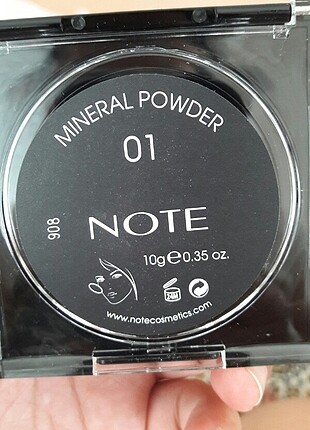 MINERAL POWDER
01
908
NOTE
10g℮0.35 oz.
24M
www.notecosmetics.com